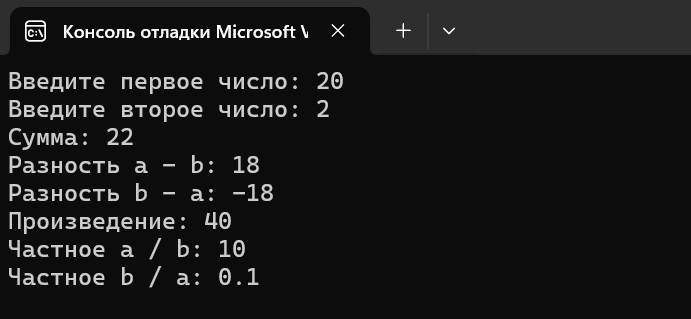 Консоль отладки Microsoft V
Введите первое число: 20
Введите второе число: 2
Сумма: 22
Разность a - b: 18
Разность b - a: -18
Произведение: 40
Частное a / b: 10
Частное b / a: 0.1